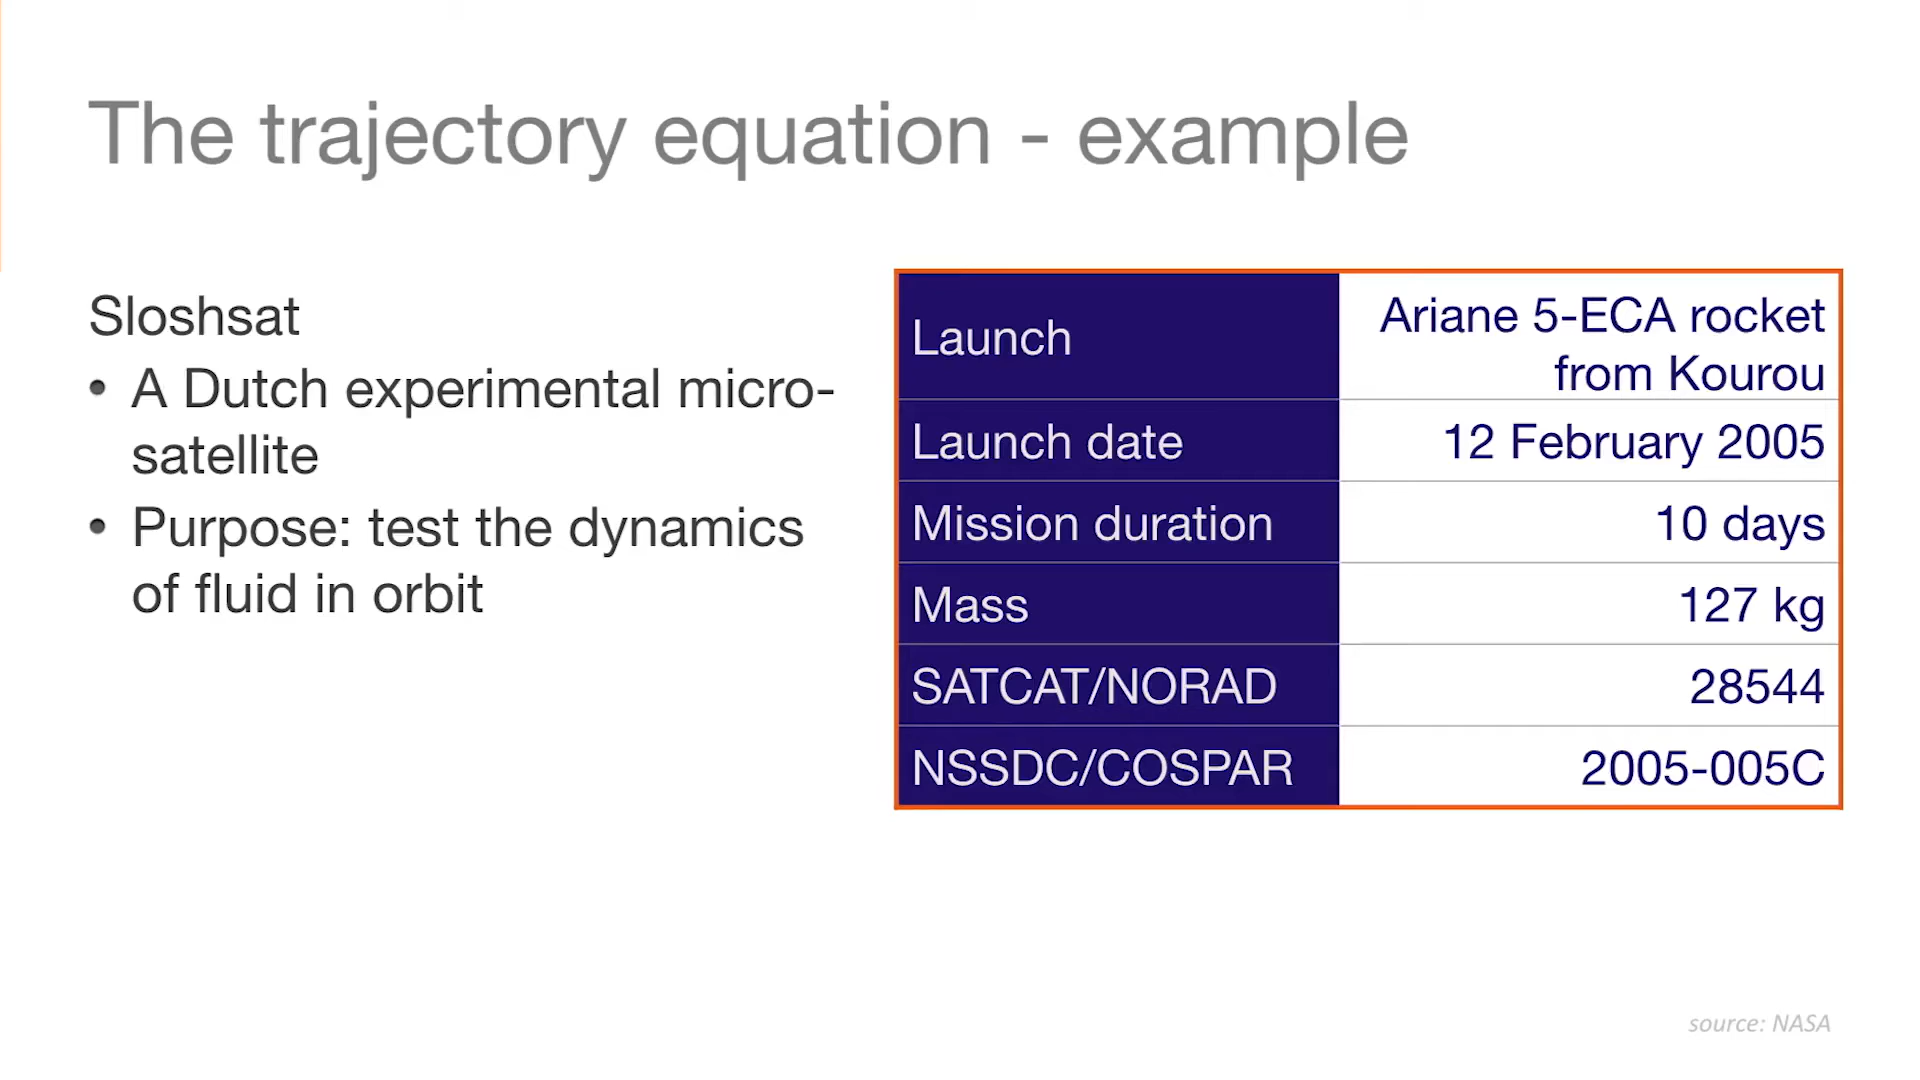 The trajectory equation - example
Sloshsat
• A Dutch experimental micro-
satellite
• Purpose: test the dynamics
of fluid in orbit
Launch
Ariane 5-ECA rocket
from Kourou
Launch date
12 February 2005
Mission duration
10 days
Mass
127 kg
SATCAT/NORAD
28544
NSSDC/COSPAR
2005-005C
source: NASA